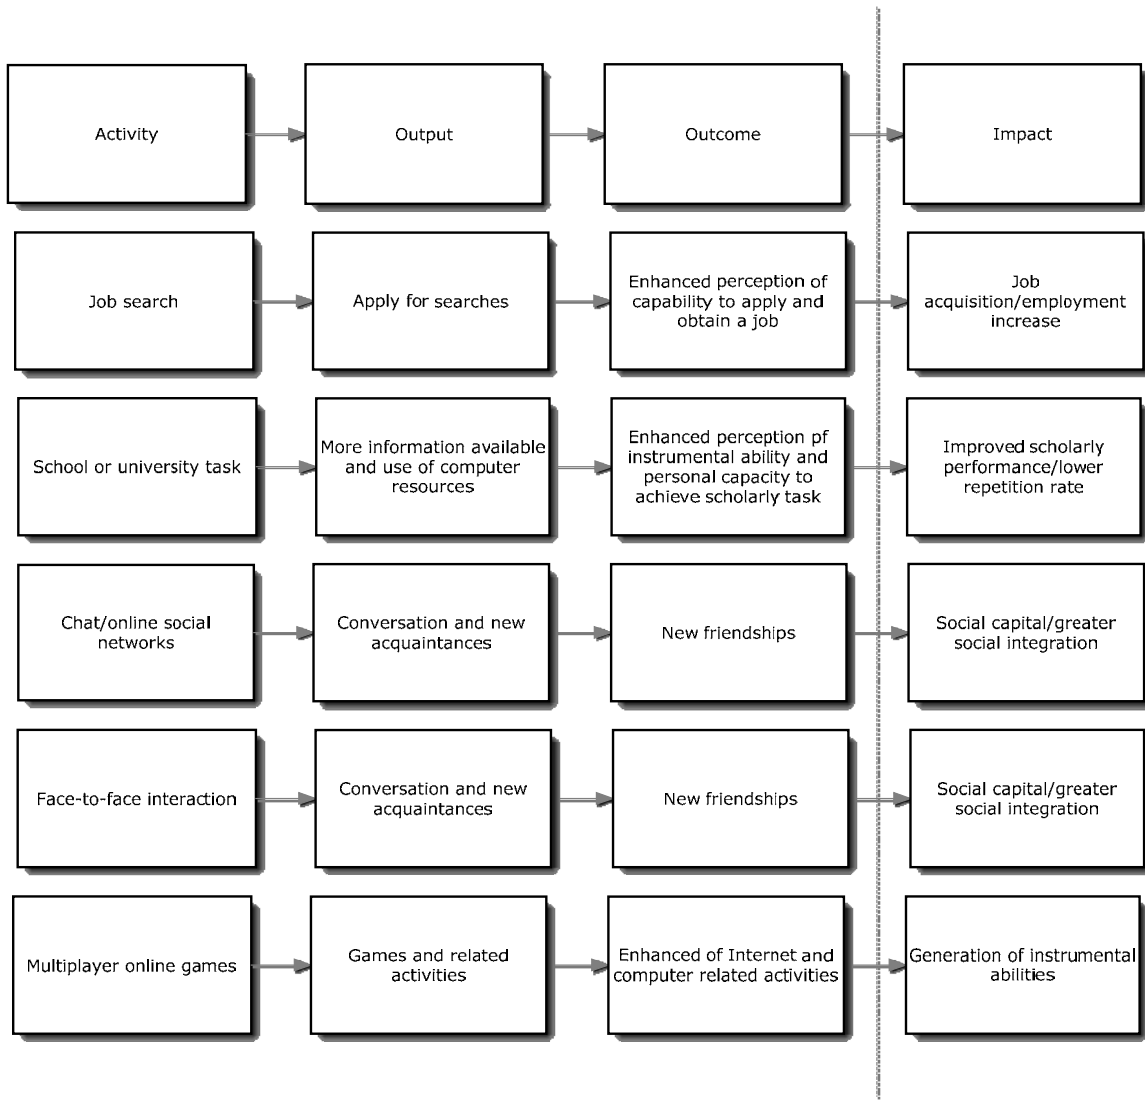 Activity
Output
Outcome
Impact
Job search
Apply for searches
Enhanced perception of
capability to apply and
obtain a job
Job
acquisition/employment
increase
School or university task
More information available
and use of computer
resources
Enhanced perception pf
instrumental ability and
personal capacity to
achieve scholarly task
Improved scholarly
performance/lower
repetition rate
Chat/online social
networks
Conversation and new
acquaintances
New friendships
Social capital/greater
social integration
Face-to-face interaction
Conversation and new
acquaintances
New friendships
Social capital/greater
social integration
Multiplayer online games
Games and related
activities
Enhanced of Internet and
computer related activities
Generation of instrumental
abilities